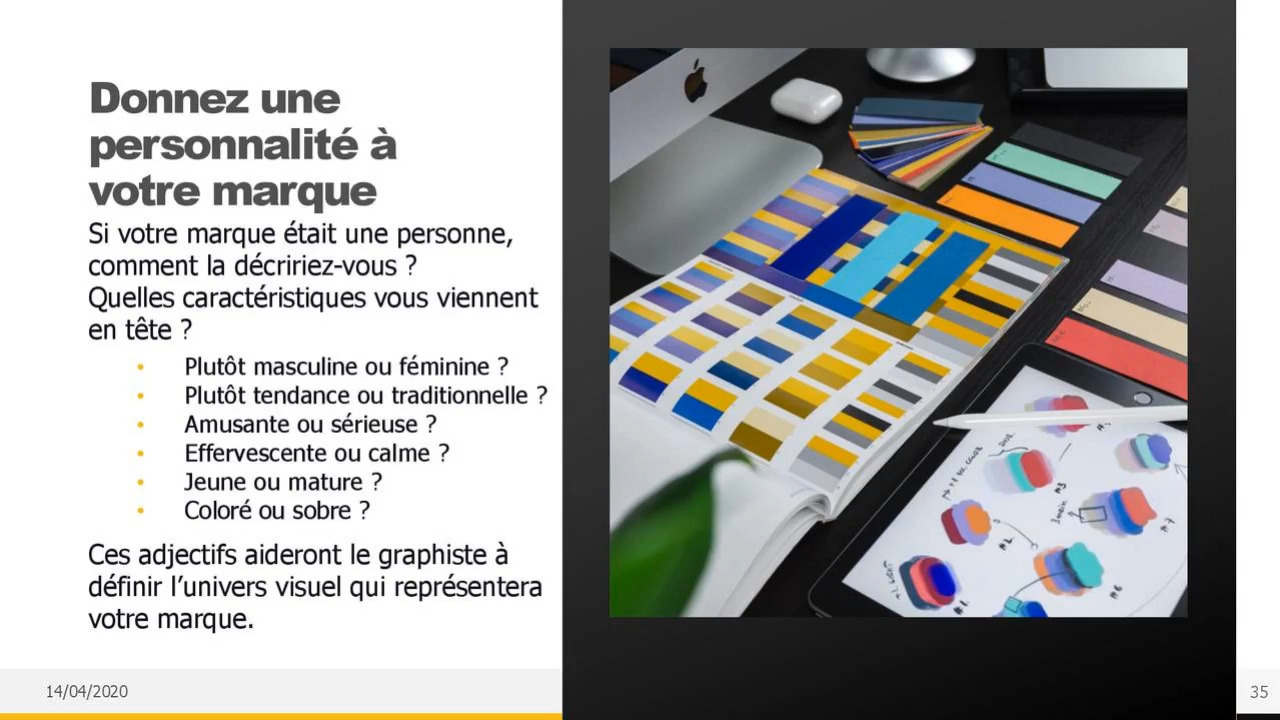 Donnez une
personnalité à
votre marque
Si votre marque était une personne,
comment la décririez-vous ?
Quelles caractéristiques vous viennent
en tête ?
• Plutôt masculine ou féminine ?
• Plutôt tendance ou traditionnelle ?
• Amusante ou sérieuse ?
• Effervescente ou calme ?
• Jeune ou mature ?
• Coloré ou sobre ?
Ces adjectifs aideront le graphiste à
définir l’univers visuel qui représentera
votre marque.
14/04/2020
35